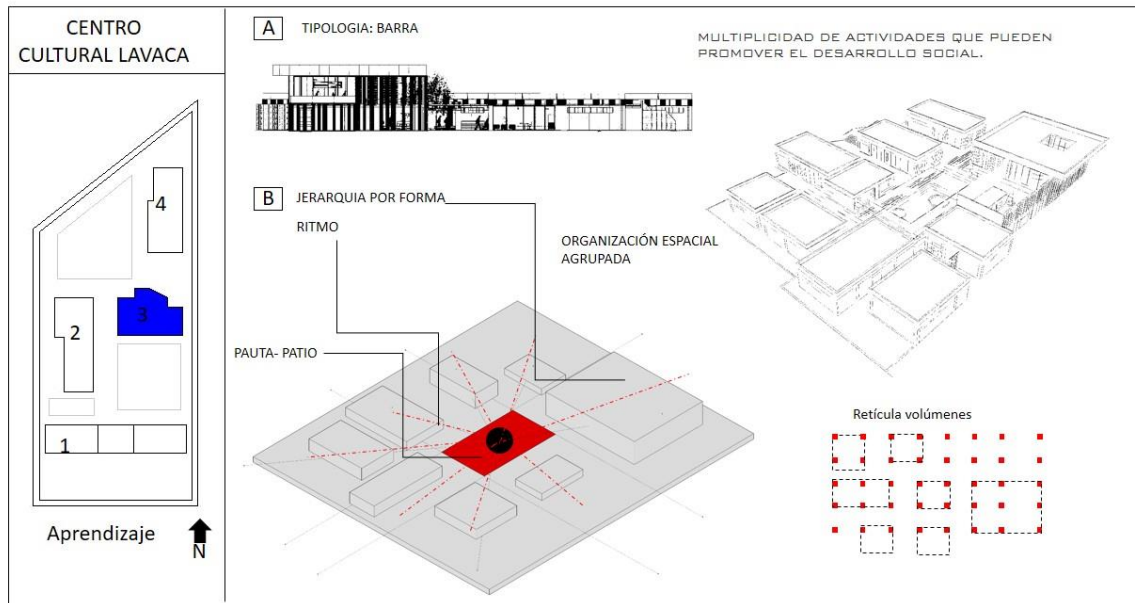 CENTRO
CULTURAL LAVACA
4
3
2
1
Aprendizaje
N
A
TIPOLOGIA: BARRA
MULTIPLICIDAD DE ACTIVIDADES QUE PUEDEN
PROMOVER EL DESARROLLO SOCIAL.
B
JERARQUIA POR FORMA
RITMO
ORGANIZACIÓN ESPACIAL
AGRUPADA
PAUTA- PATIO
Retícula volúmenes